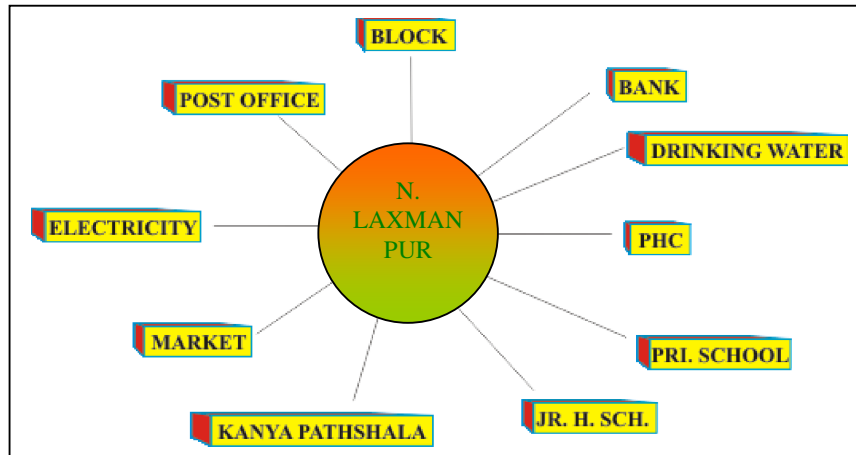 BLOCK
BANK
POST OFFICE
DRINKING WATER
N.
LAXMAN
PUR
ELECTRICITY
PHC
MARKET
PRI. SCHOOL
JR. H. SCH.
KANYA PATHSHALA